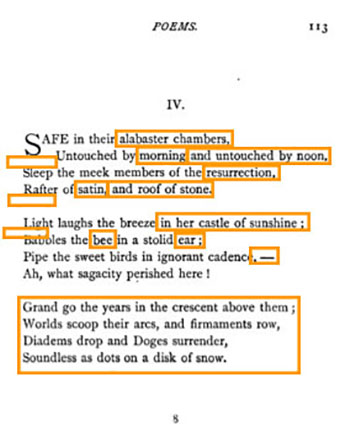 POEMS.
113
IV.
SAFE in their alabaster chambers,
Untouched by morning and untouched by noon,
Sleep the meek members of the resurrection,
Rafter of satin, and roof of stone.
Light laughs the breeze in her castle of sunshine;
Babbles the bee in a stolid ear;
Pipe the sweet birds in ignorant cadence, —
Ah, what sagacity perished here!
Grand go the years in the crescent above them;
Worlds scoop their arcs, and firmaments row,
Diadems drop and Doges surrender,
Soundless as dots on a disk of snow.
8